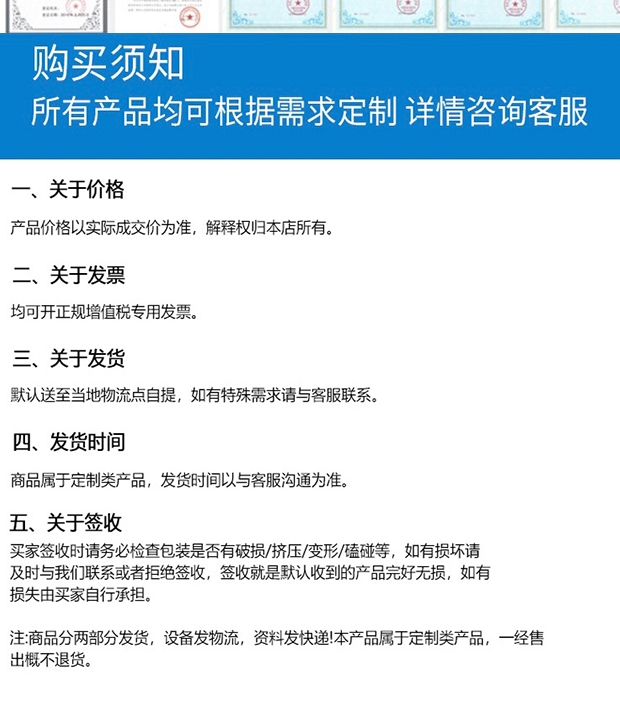 购买须知
所有产品均可根据需求定制 详情咨询客服
一、关于价格
产品价格以实际成交价为准，解释权归本店所有。
二、关于发票
均可开正规增值税专用发票。
三、关于发货
默认送至当地物流点自提，如有特殊需求请与客服联系。
四、发货时间
商品属于定制类产品，发货时间以与客服沟通为准。
五、关于签收
买家签收时请务必检查包装是否有破损/挤压/变形/磕碰等，如有损坏请
及时与我们联系或者拒绝签收，签收就是默认收到的产品完好无损，如有
损失由买家自行承担。
注:商品分两部分发货，设备发物流，资料发快递!本产品属于定制类产品，一经售
出概不退货。